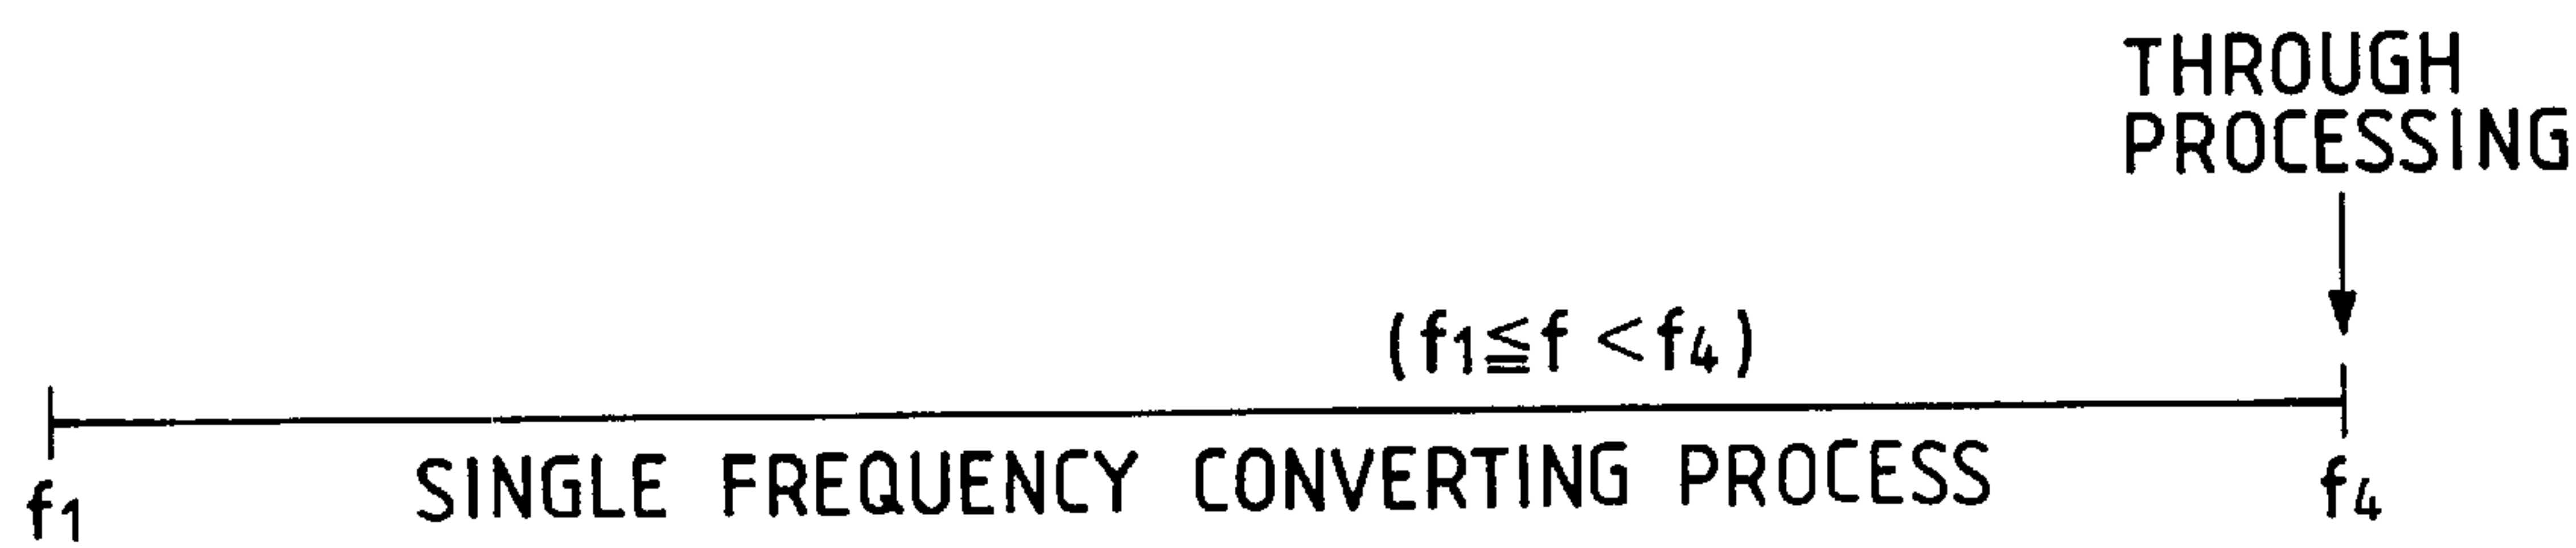 THROUGH
PROCESSING
(f1≦f <f4)
f1
SINGLE FREQUENCY CONVERTING PROCESS
f4